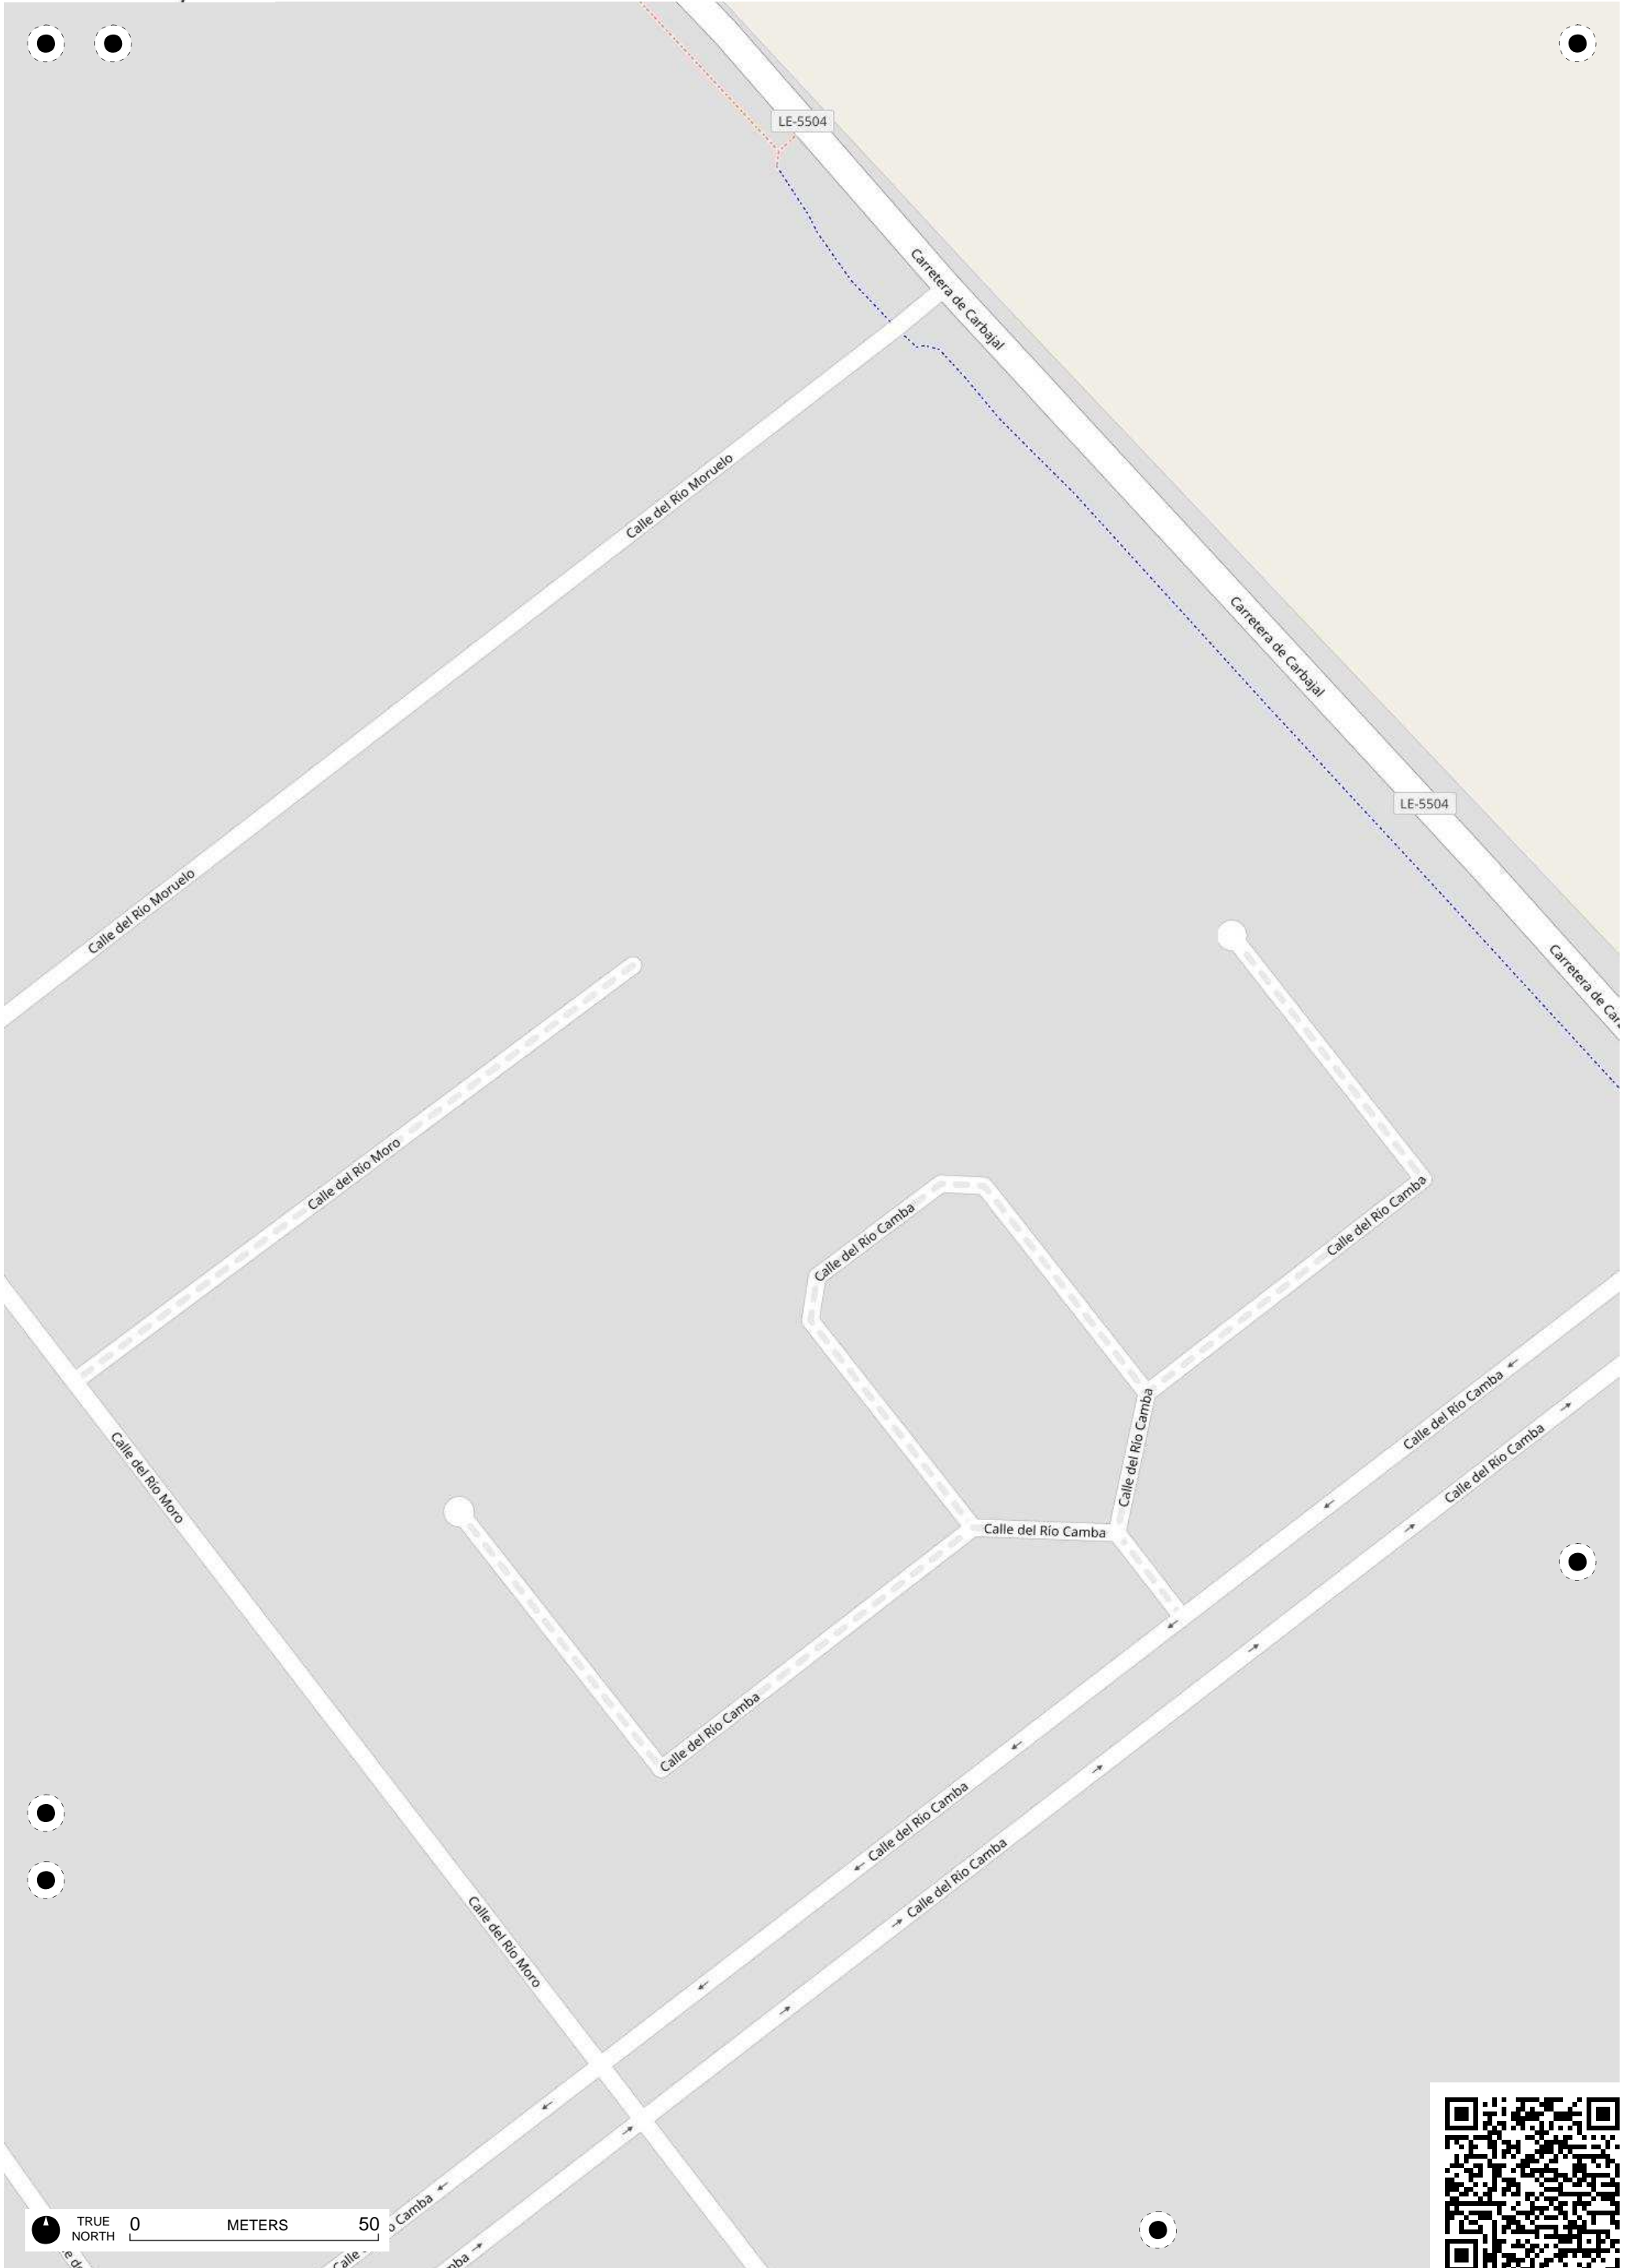 LE-5504
Carretera de Carbajal
Calle del Río Moruelo
Carretera de Carbajal
LE-5504
Calle del Río Moruelo
Carretera de Car
Calle del Río Moro
Calle del Río Camba
Calle del Río Camba
Calle del Río Camba
Calle del Río Camba
Calle del Río Camba
Calle del Río Moro
Calle del Río Camba
Calle del Río Camba
Calle del Río Camba
Calle del Río Camba
Calle del Río Moro
Camba
Calle
TRUE NORTH
0 METERS 50